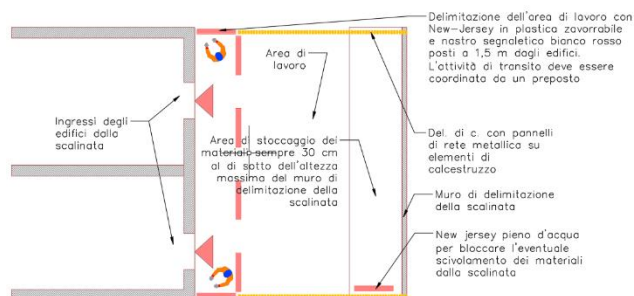 Delimitazione dell'area di lavoro con
New-Jersey in plastica zavorrabile
e nastro segnaletico bianco rosso
posti a 1,5 m dagli edifici.
L'attività di transito deve essere
coordinata da un preposto
Area di
lavoro
Ingressi degli
edifici dalla
scalinata
Area di stoccaggio dei
materiali sempre 30 cm
al di sotto dell'altezza
massima del muro di
delimitazione della
scalinata
Del. di c. con pannelli
di rete metallica su
elementi di
calcestruzzo
Muro di delimitazione
della scalinata
New jersey pieno d'acqua
per bloccare l'eventuale
scivolamento dei materiali
dalla scalinata